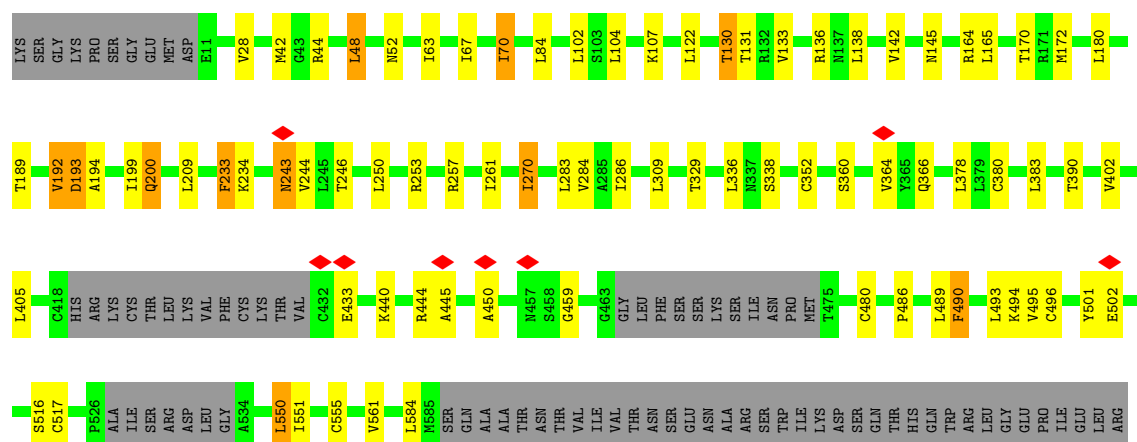 LYS SER GLY LYS PRO SER GLY GLU MET ASP E11 V28 M42 G43 R44 L48 N52 I63 I67 I70 L84 L102 S103 L104 K107 L122 T130 T131 R132 V133 R136 N137 L138 V142 N145 R164 L165 T170 R171 M172 L180
T189 V192 D193 A194 I199 Q200 L209 F233 K234 N243 V244 L245 T246 L250 R253 R257 I261 I270 L283 V284 A285 I286 L309 T329 L336 N337 S338 C352 S360 V364 Y365 Q366 L378 L379 C380 L383 T390 V402
L405 C418 HIS ARG LYS CYS THR LEU LYS VAL PHE CYS LYS THR VAL C432 E433 K440 R444 A445 A450 N457 S458 G459 G463 GLY LEU PHE SER SER LYS SER ILE ASN PRO MET T475 C480 P486 L489 F490 L493 K494 V495 C496 Y501 E502
S516 C517 P526 ALA ILE SER ARG ASP LEU GLY A534 L550 I551 C555 V561 L584 M585 SER GLN ALA ALA THR ASN THR VAL ILE VAL THR ASN SER GLU ASN ALA ARG SER TRP ILE LYS ASP SER GLN THR HIS GLN TRP ARG LEU GLY GLU PRO ILE GLU LEU ARG